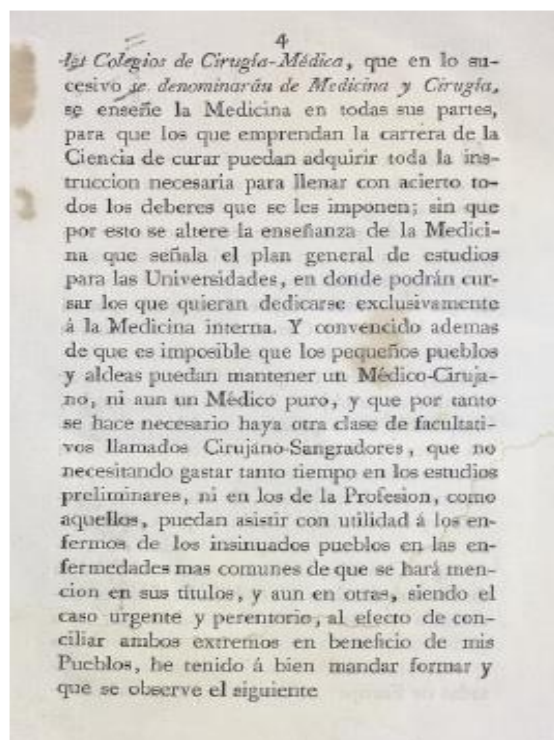 4
los Colegios de Cirugía-Médica, que en lo su-
cesivo se denominarán de Medicina y Cirugía,
se enseñe la Medicina en todas sus partes,
para que los que emprendan la carrera de la
Ciencia de curar puedan adquirir toda la ins-
truccion necesaria para llenar con acierto to-
dos los deberes que se les imponen; sin que
por esto se altere la enseñanza de la Medici-
na que señala el plan general de estudios
para las Universidades, en donde podrán cur-
sar los que quieran dedicarse exclusivamente
á la Medicina interna. Y convencido ademas
de que es imposible que los pequeños pueblos
y aldeas puedan mantener un Médico-Ciruja-
no, ni aun un Médico puro, y que por tanto
se hace necesario haya otra clase de facultati-
vos llamados Cirujano-Sangradores, que no
necesitando gastar tanto tiempo en los estudios
preliminares, ni en los de la Profesion, como
aquellos, puedan asistir con utilidad á los en-
fermos de los insinuados pueblos en las en-
fermedades mas comunes de que se hará men-
cion en sus títulos, y aun en otras, siendo el
caso urgente y perentorio, al efecto de con-
ciliar ambos extremos en beneficio de mis
Pueblos, he tenido á bien mandar formar y
que se observe el siguiente